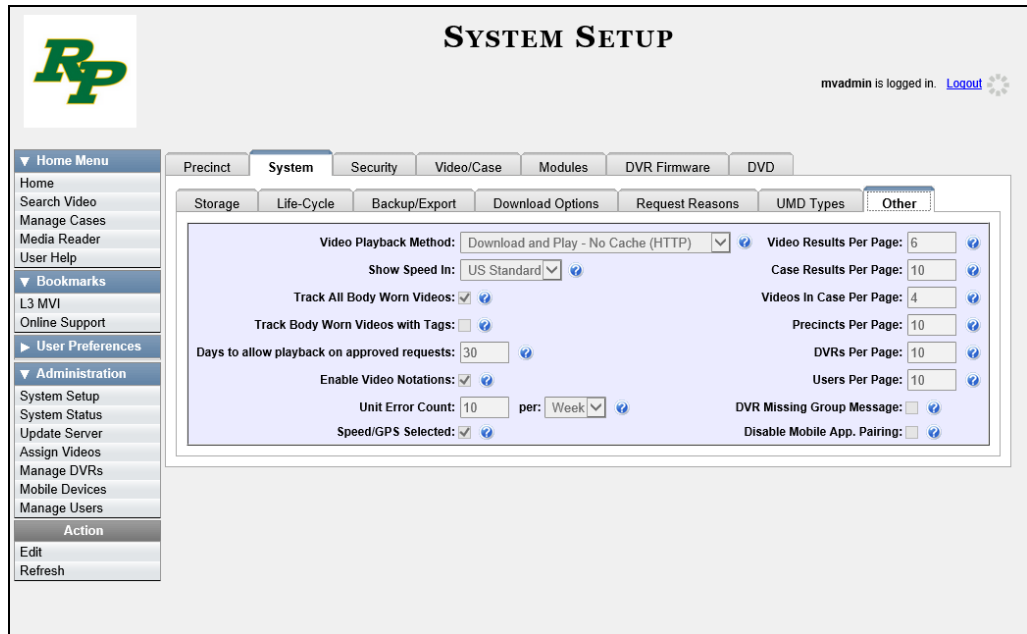 RP
SYSTEM SETUP
mvadmin is logged in. Logout
▼ Home Menu
Home
Search Video
Manage Cases
Media Reader
User Help
▼ Bookmarks
L3 MVI
Online Support
► User Preferences
▼ Administration
System Setup
System Status
Update Server
Assign Videos
Manage DVRs
Mobile Devices
Manage Users
Action
Edit
Refresh
Precinct System Security Video/Case Modules DVR Firmware DVD
Storage Life-Cycle Backup/Export Download Options Request Reasons UMD Types Other
Video Playback Method: Download and Play - No Cache (HTTP) ? Video Results Per Page: 6 ?
Show Speed In: US Standard ? Case Results Per Page: 10 ?
Track All Body Worn Videos: ? Videos In Case Per Page: 4 ?
Track Body Worn Videos with Tags: ? Precincts Per Page: 10 ?
Days to allow playback on approved requests: 30 ? DVRs Per Page: 10 ?
Enable Video Notations: ? Users Per Page: 10 ?
Unit Error Count: 10 per: Week ? DVR Missing Group Message: ?
Speed/GPS Selected: ? Disable Mobile App. Pairing: ?